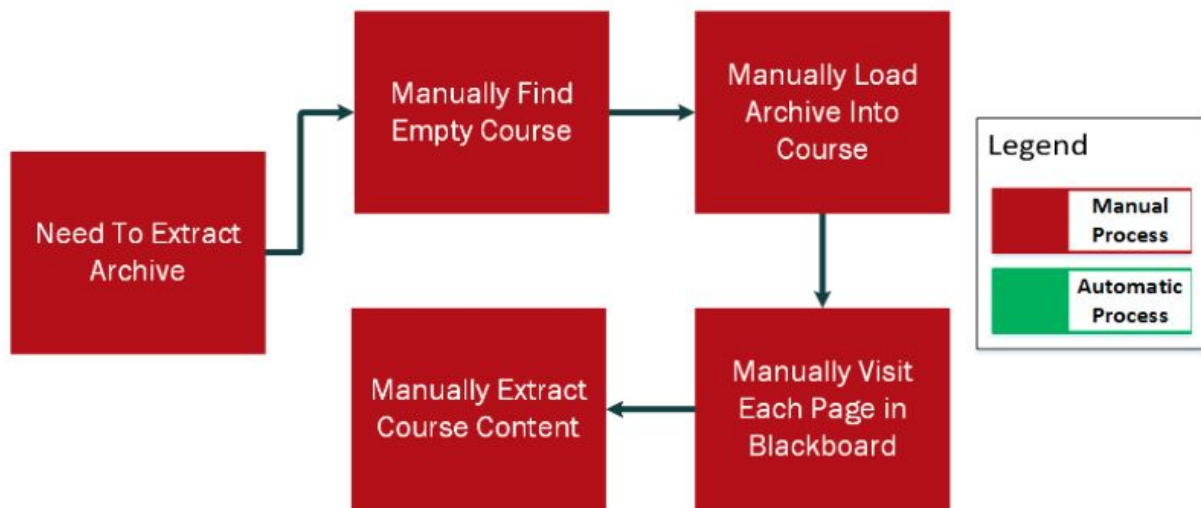 Need To Extract
Archive
Manually Find
Empty Course
Manually Load
Archive Into
Course
Manually Visit
Each Page in
Blackboard
Manually Extract
Course Content
Legend
Manual
Process
Automatic
Process